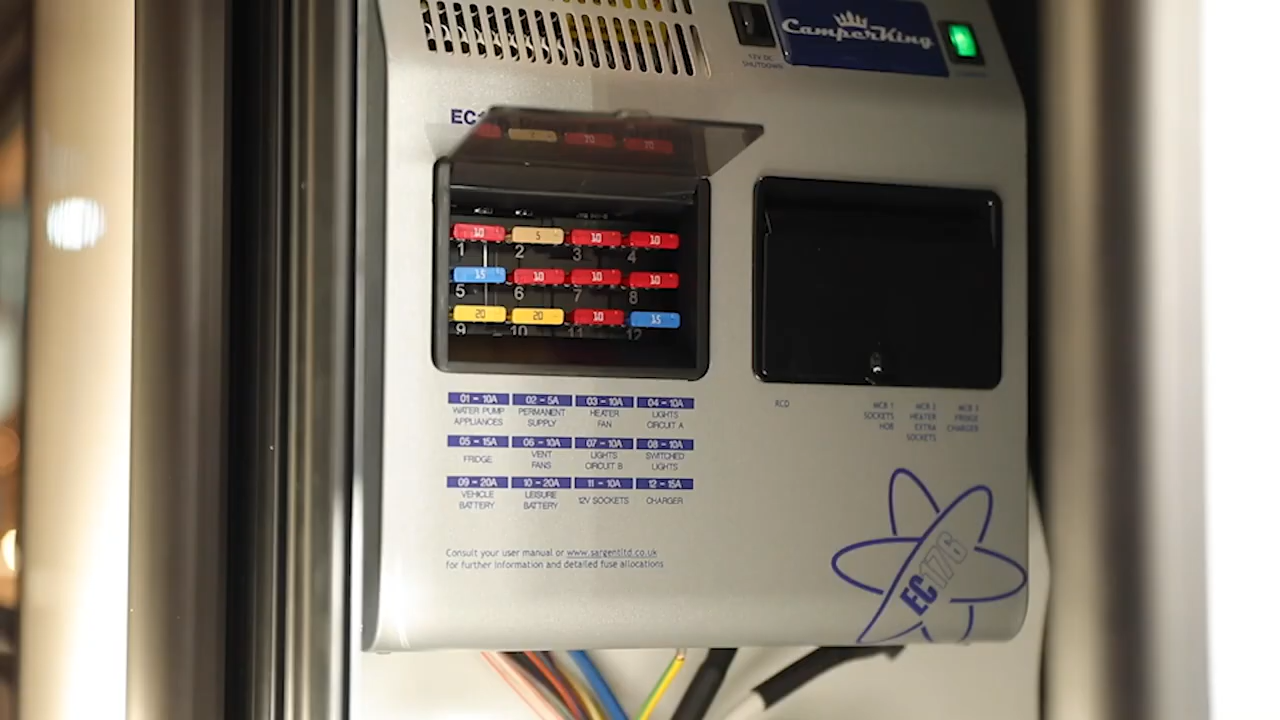 CamperKing
12V DC
SHUTDOWN
10 5 10 10
1 2 3 4
15 10 10 10
5 6 7 8
20 20 10 15
9 10 11 12
01 - 10A 02 - 5A 03 - 10A 04 - 10A
WATER PUMP PERMANENT HEATER LIGHTS
APPLIANCES SUPPLY FAN CIRCUIT A
05 - 15A 06 - 10A 07 - 10A 08 - 10A
FRIDGE VENT LIGHTS SWITCHED
FANS CIRCUIT B LIGHTS
09 - 20A 10 - 20A 11 - 10A 12 - 15A
VEHICLE LEISURE 12V SOCKETS CHARGER
BATTERY BATTERY
RCD MCB 1 MCB 2 MCB 3
SOCKETS HEATER FRIDGE
HOB EXTRA CHARGER
SOCKETS
Consult your user manual or www.sargentltd.co.uk
for further information and detailed fuse allocations
EC176